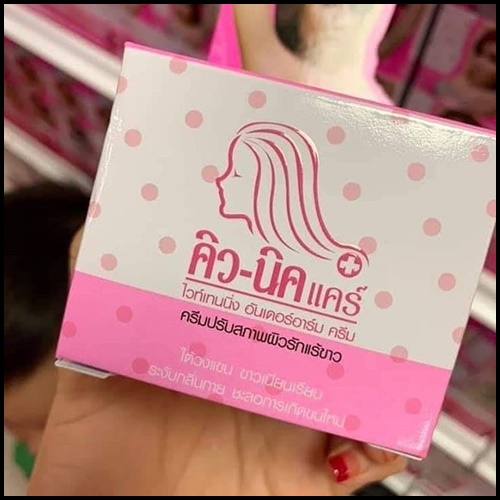 คิว-นิค แคร์
ไวท์เทนนิ่ง อันเดอร์อาร์ม ครีม
ครีมปรับสภาพผิวรักแร้ขาว
ใต้วงแขน ขาวเนียนเรียบ
ระงับกลิ่นกาย ชะลอการเกิดขนใหม่